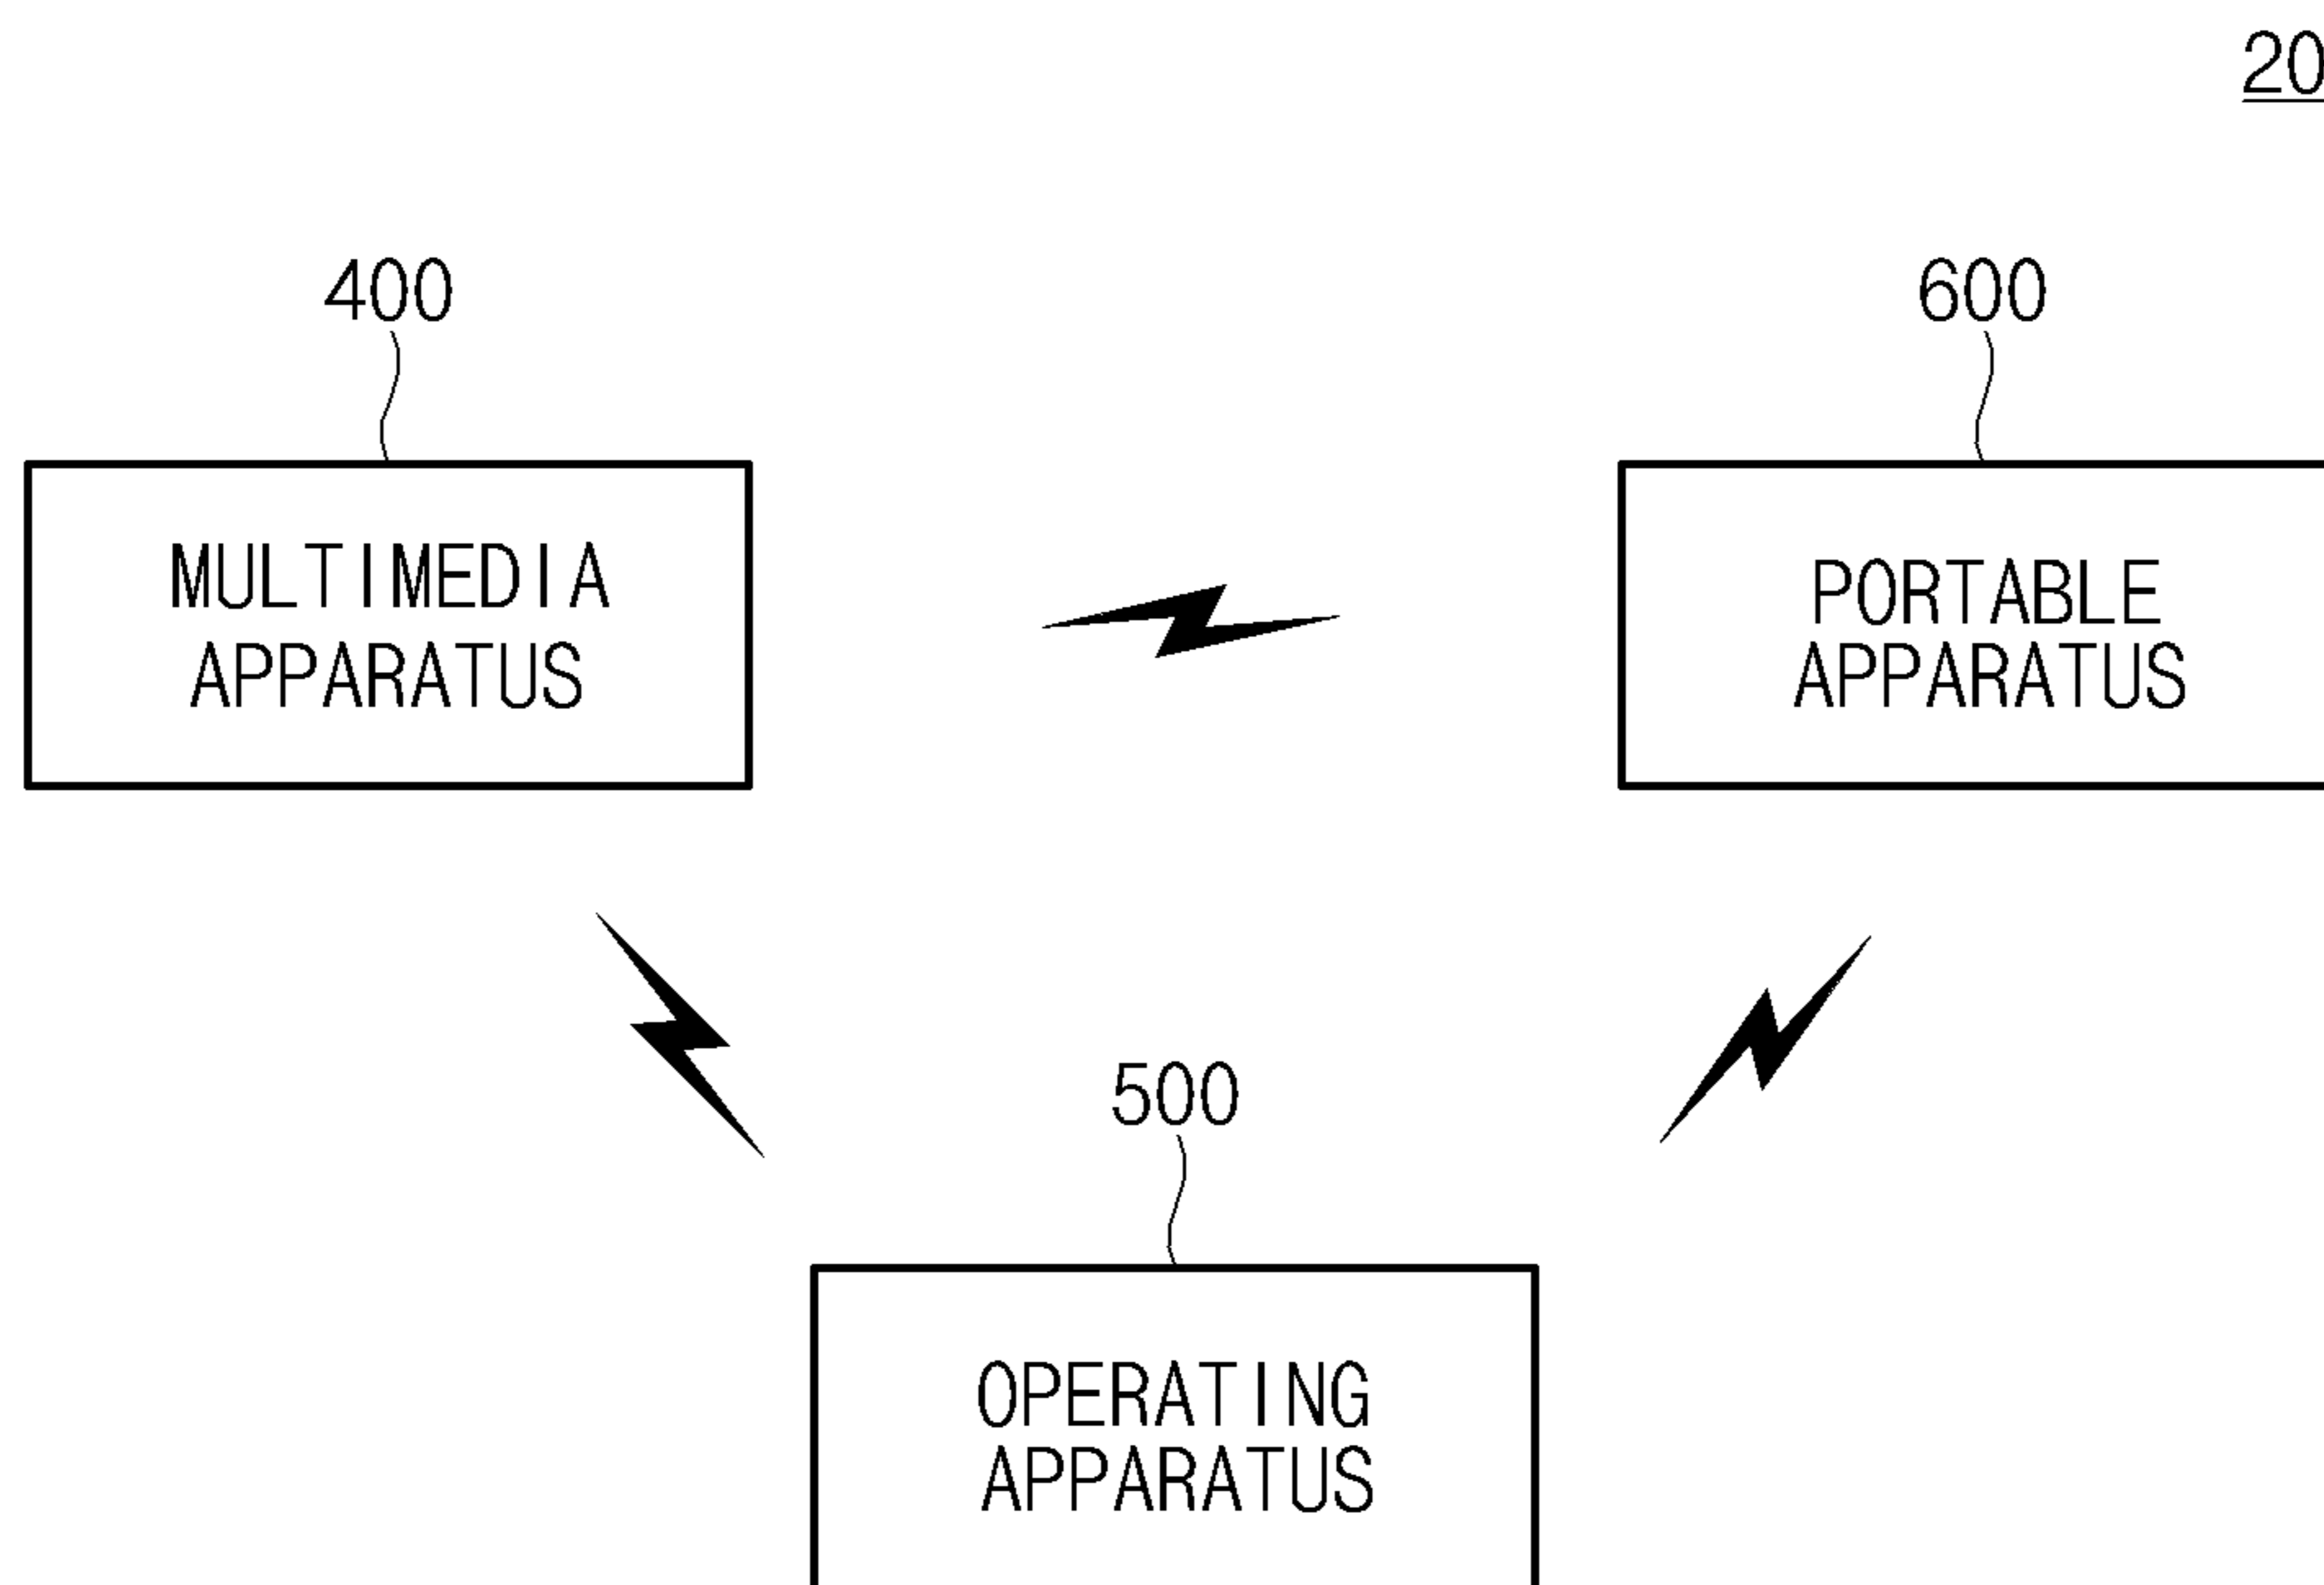 20
400
600
MULTIMEDIA
APPARATUS
PORTABLE
APPARATUS
500
OPERATING
APPARATUS